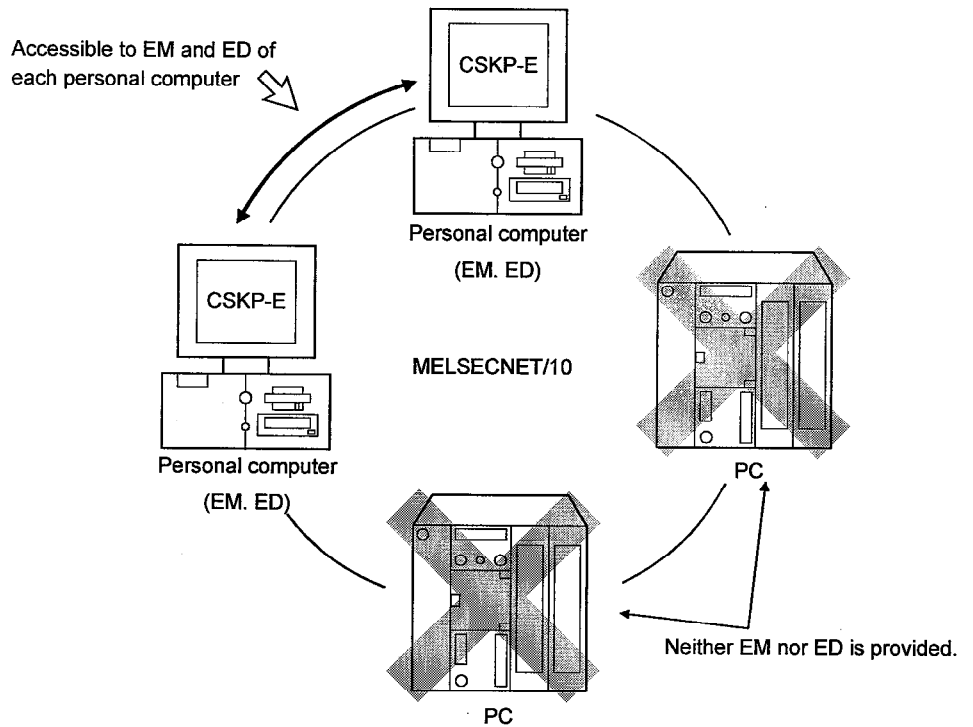 Accessible to EM and ED of
each personal computer
CSKP-E
Personal computer
(EM. ED)
CSKP-E
MELSECNET/10
Personal computer
(EM. ED)
PC
Neither EM nor ED is provided.
PC